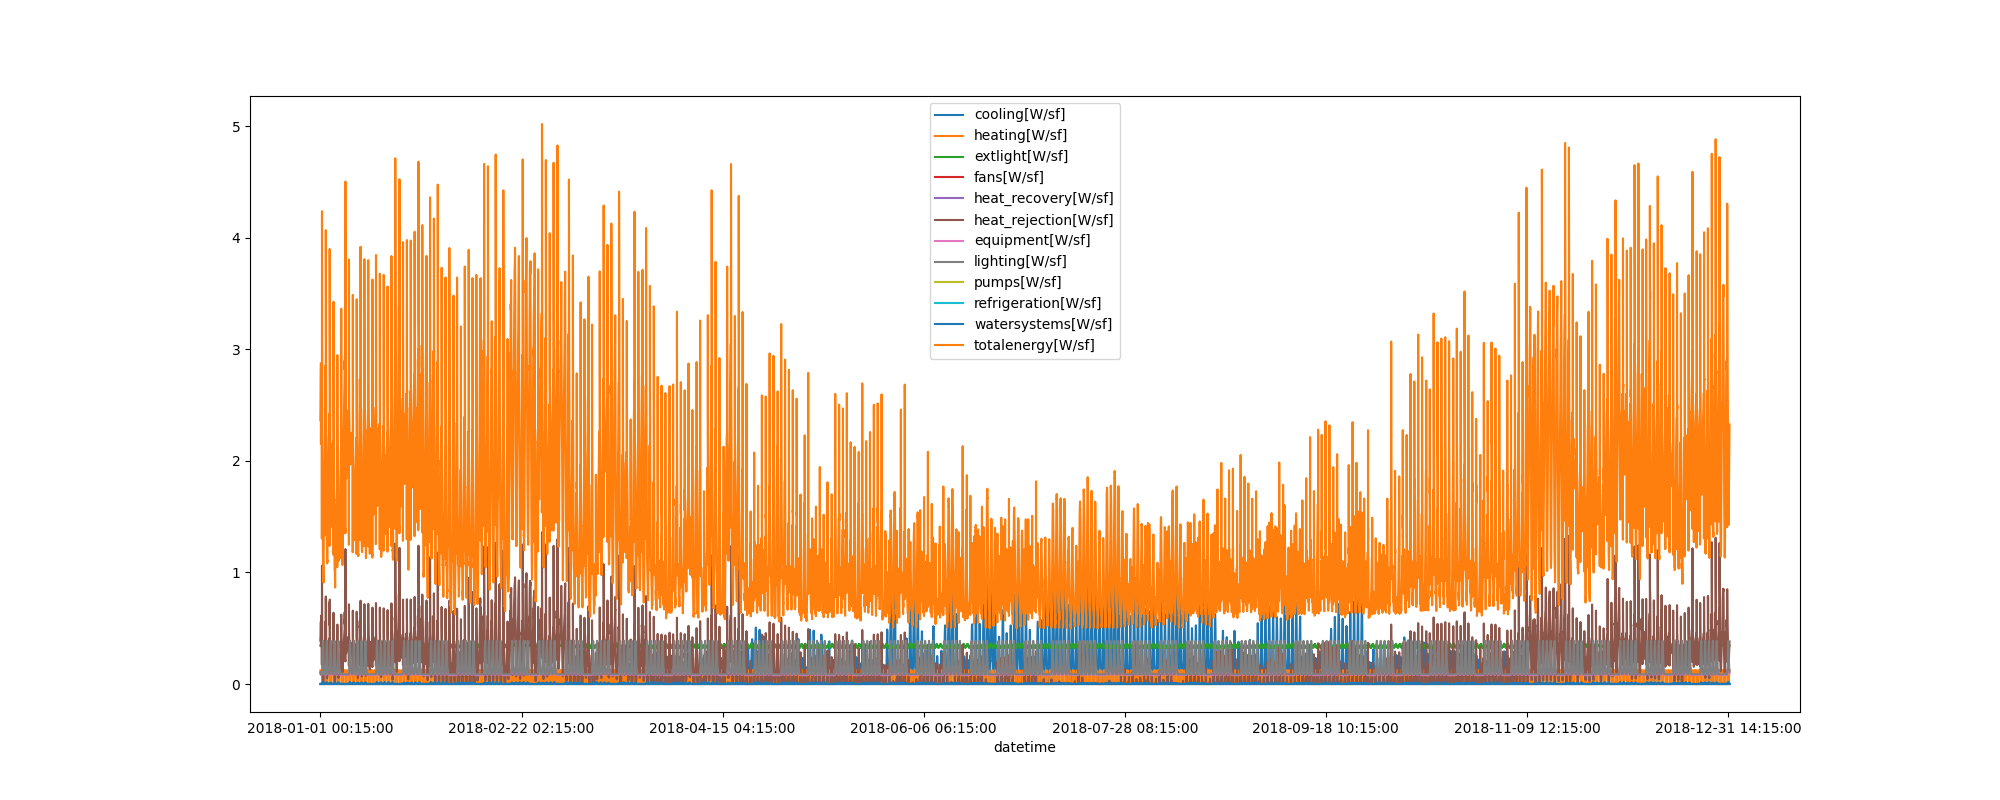 cooling[W/sf]
heating[W/sf]
extlight[W/sf]
fans[W/sf]
heat_recovery[W/sf]
heat_rejection[W/sf]
equipment[W/sf]
lighting[W/sf]
pumps[W/sf]
refrigeration[W/sf]
watersystems[W/sf]
totalenergy[W/sf]
5
4
3
2
1
0
2018-01-01 00:15:00 2018-02-22 02:15:00 2018-04-15 04:15:00 2018-06-06 06:15:00 2018-07-28 08:15:00 2018-09-18 10:15:00 2018-11-09 12:15:00 2018-12-31 14:15:00
datetime